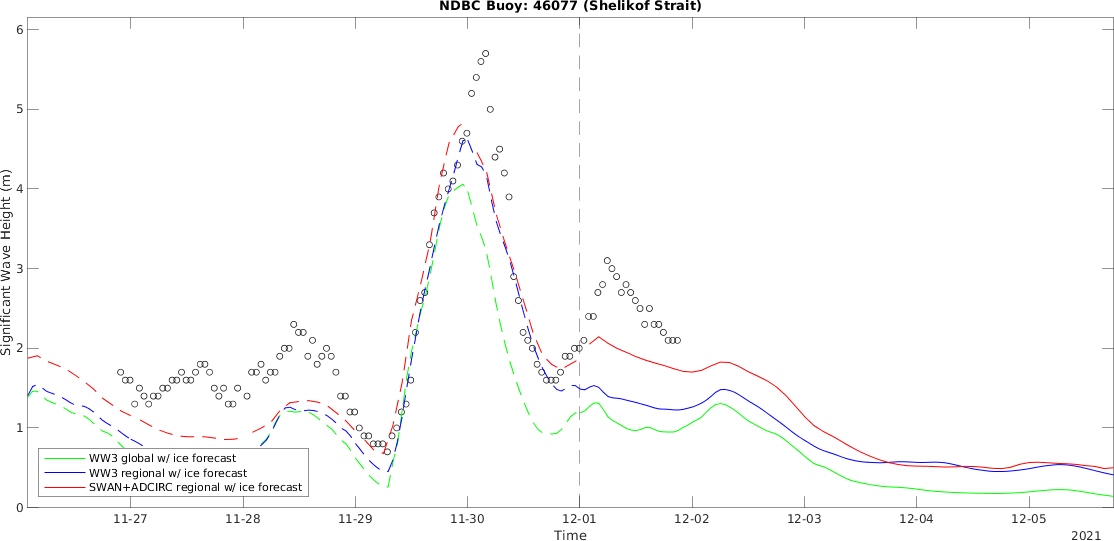 NDBC Buoy: 46077 (Shelikof Strait)
Significant Wave Height (m)
6
5
4
3
2
1
0
WW3 global w/ ice forecast
WW3 regional w/ ice forecast
SWAN+ADCIRC regional w/ ice forecast
11-27 11-28 11-29 11-30 12-01 12-02 12-03 12-04 12-05
Time
2021